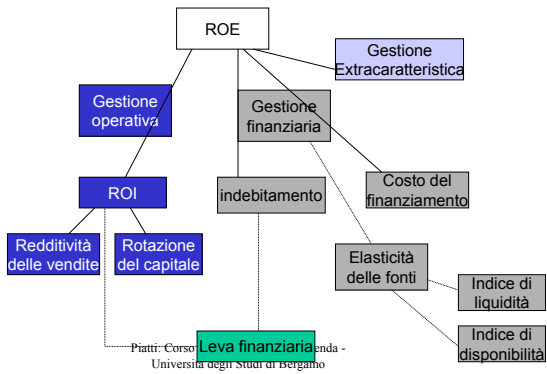 ROE
Gestione
Extracaratteristica
Gestione
operativa
Gestione
finanziaria
ROI
indebitamento
Costo del
finanziamento
Redditività
delle vendite
Rotazione
del capitale
Elasticità
delle fonti
Indice di
liquidità
Indice di
disponibilità
Leva finanziaria
Piatti: Corso enda -
Università degli Studi di Bergamo